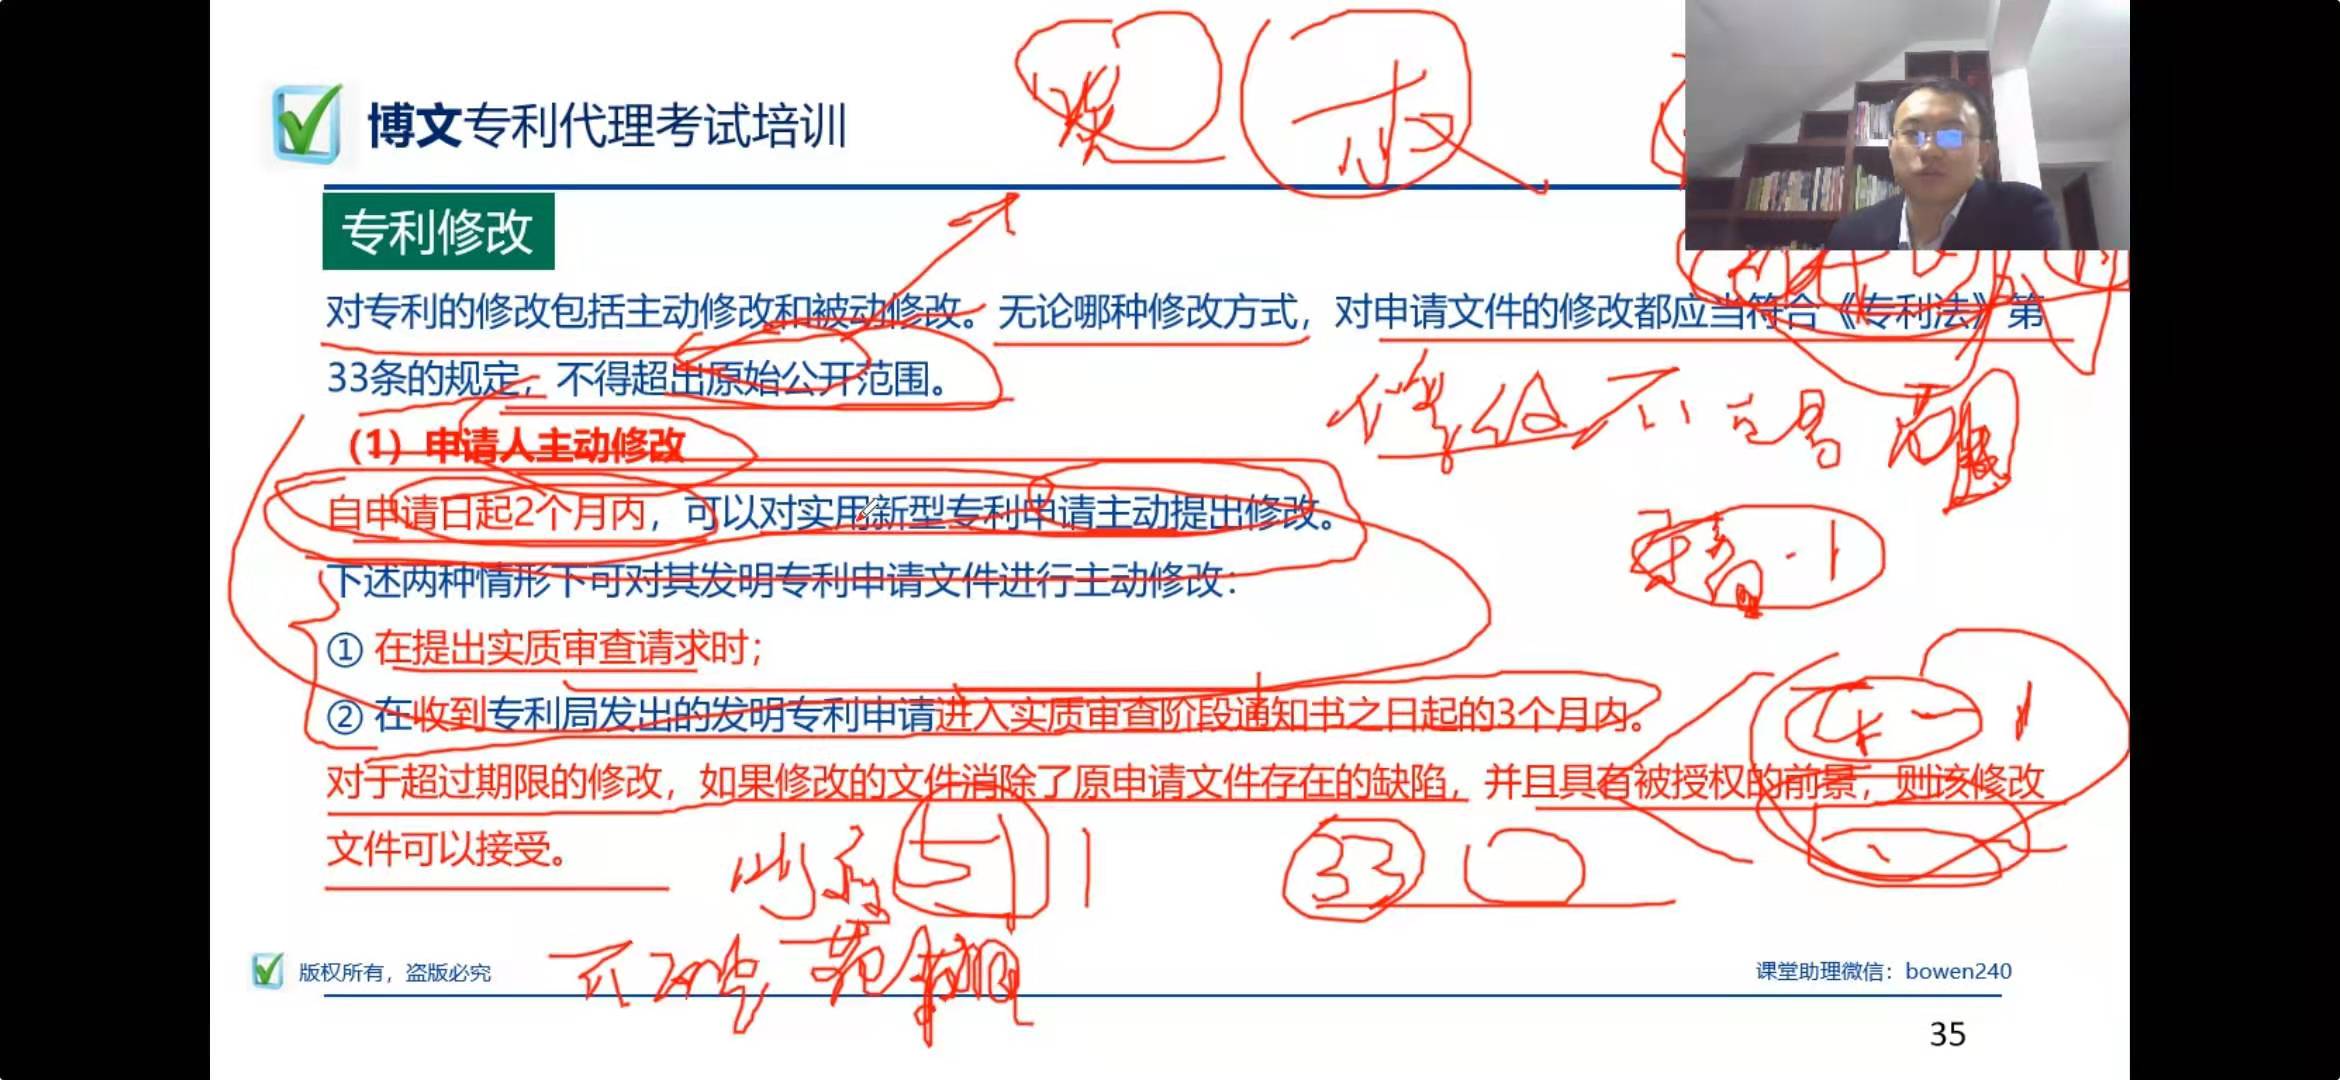 博文专利代理考试培训
权
专利修改
对专利的修改包括主动修改和被动修改。无论哪种修改方式，对申请文件的修改都应当符合《专利法》第
33条的规定，不得超出原始公开范围。
（1）申请人主动修改
自申请日起2个月内，可以对实用新型专利申请主动提出修改。
下述两种情形下可对其发明专利申请文件进行主动修改：
① 在提出实质审查请求时；
② 在收到专利局发出的发明专利申请进入实质审查阶段通知书之日起的3个月内。
对于超过期限的修改，如果修改的文件消除了原申请文件存在的缺陷，并且具有被授权的前景，则该修改
文件可以接受。
33
版权所有，盗版必究
课堂助理微信：bowen240
35